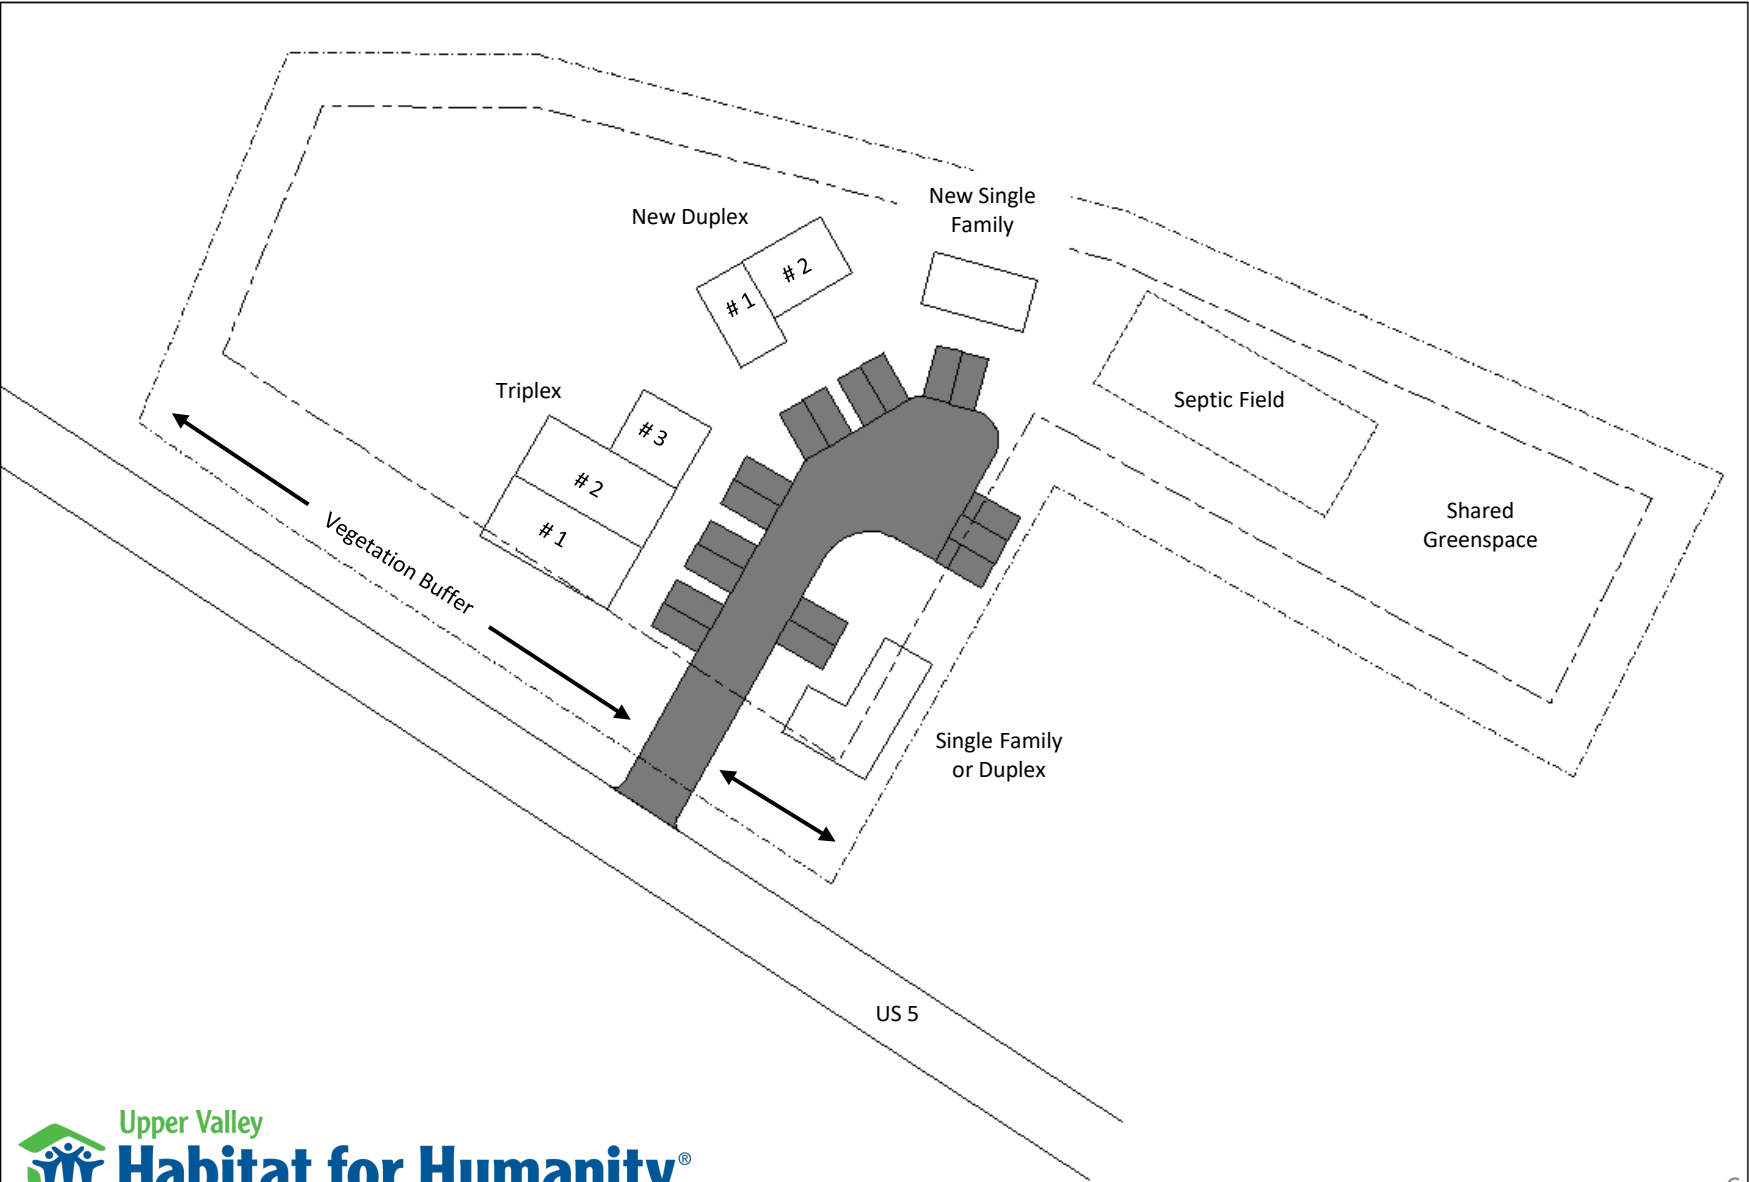 New Single
Family
New Duplex
# 2
# 1
Triplex
# 3
# 2
# 1
Septic Field
Shared
Greenspace
Vegetation Buffer
Single Family
or Duplex
US 5
Upper Valley
Habitat for Humanity®